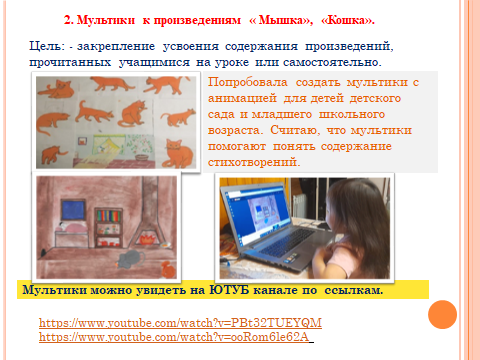 2. Мультики к произведениям « Мышка», «Кошка».
Цель: - закрепление усвоения содержания произведений,
прочитанных учащимися на уроке или самостоятельно.
Попробовала создать мультики с
анимацией для детей детского
сада и младшего школьного
возраста. Считаю, что мультики
помогают понять содержание
стихотворений.
Мультики можно увидеть на ЮТУБ канале по ссылкам.
https://www.youtube.com/watch?v=PBt32TUEYQM
https://www.youtube.com/watch?v=ooRom6le62A